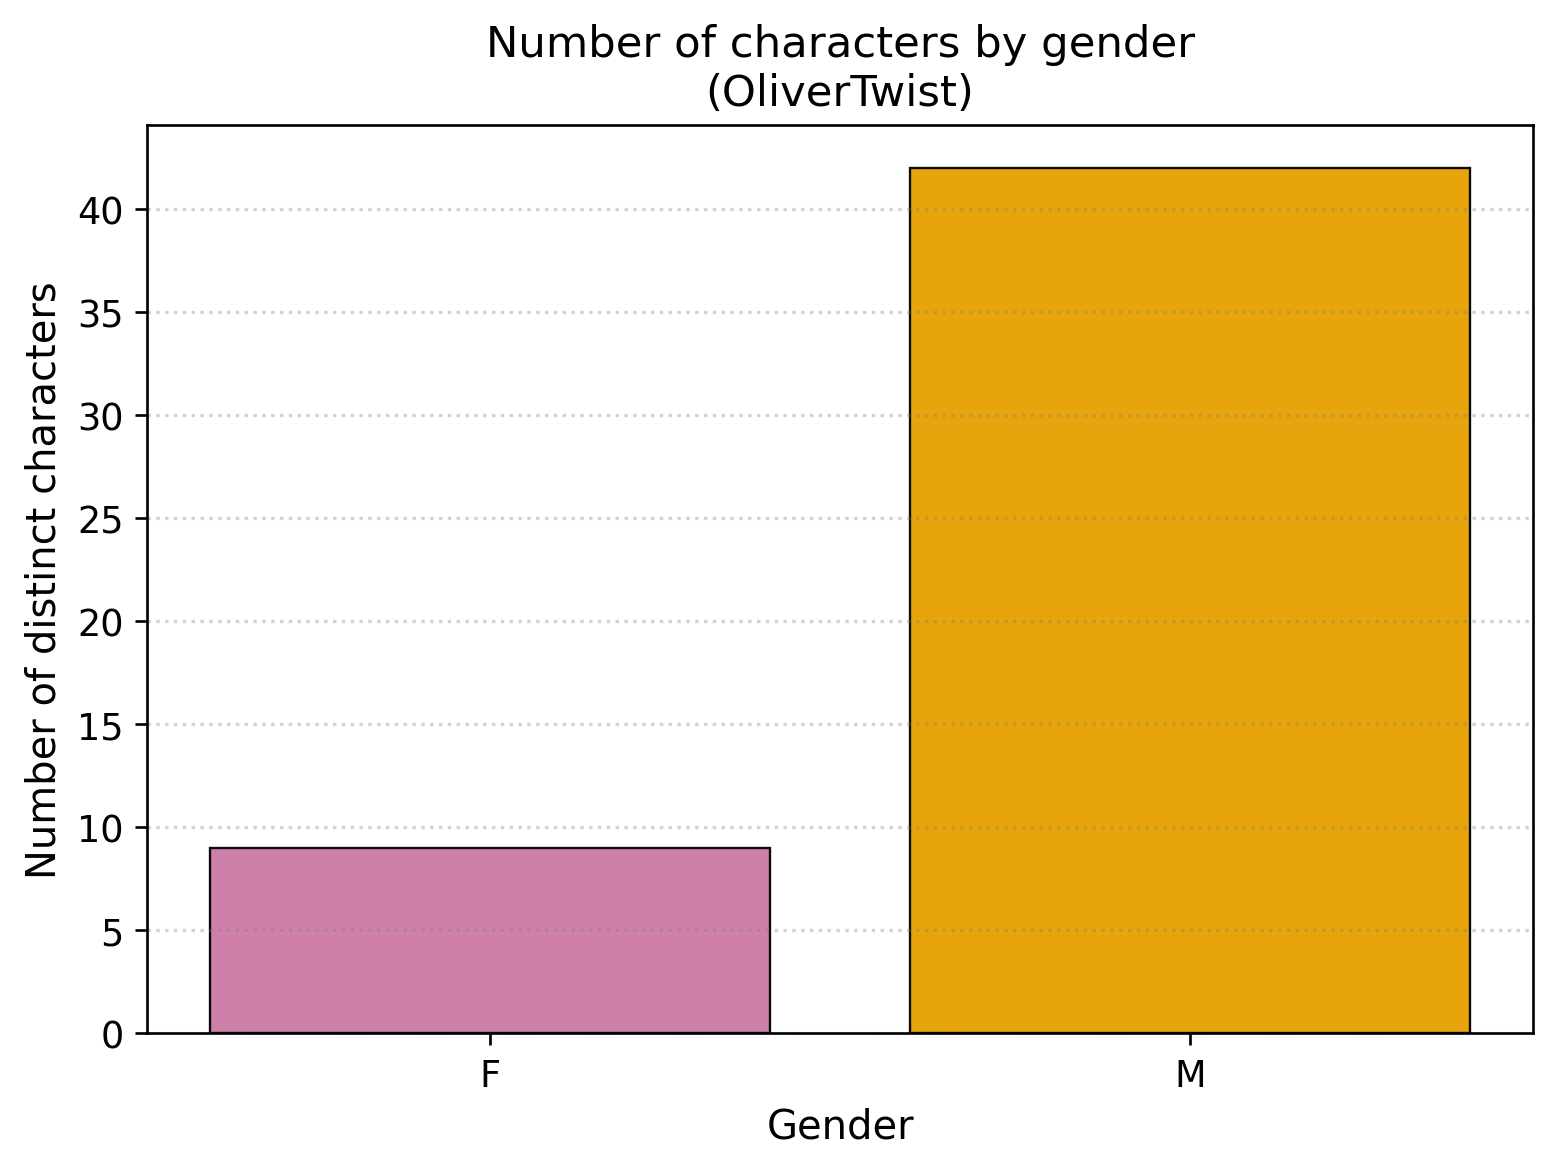 Number of characters by gender
(OliverTwist)
Number of distinct characters
40
35
30
25
20
15
10
5
0
F
M
Gender